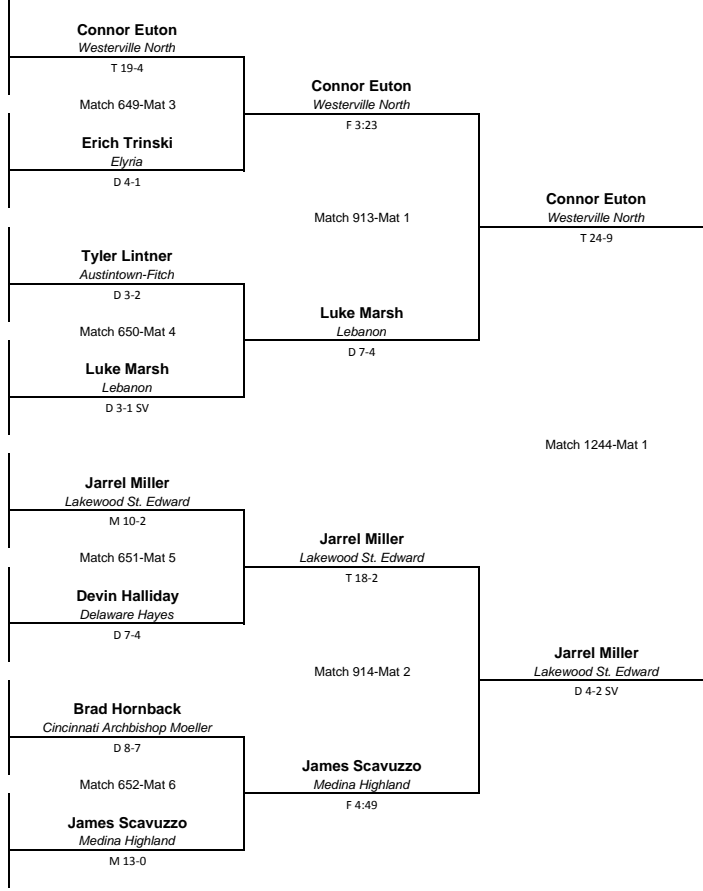 Connor Euton
Westerville North
T 19-4
Match 649-Mat 3
Erich Trinski
Elyria
D 4-1
Connor Euton
Westerville North
F 3:23
Match 913-Mat 1
Connor Euton
Westerville North
T 24-9
Tyler Lintner
Austintown-Fitch
D 3-2
Match 650-Mat 4
Luke Marsh
Lebanon
D 3-1 SV
Luke Marsh
Lebanon
D 7-4
Match 1244-Mat 1
Jarrel Miller
Lakewood St. Edward
M 10-2
Match 651-Mat 5
Devin Halliday
Delaware Hayes
D 7-4
Jarrel Miller
Lakewood St. Edward
T 18-2
Match 914-Mat 2
Jarrel Miller
Lakewood St. Edward
D 4-2 SV
Brad Hornback
Cincinnati Archbishop Moeller
D 8-7
Match 652-Mat 6
James Scavuzzo
Medina Highland
M 13-0
James Scavuzzo
Medina Highland
F 4:49